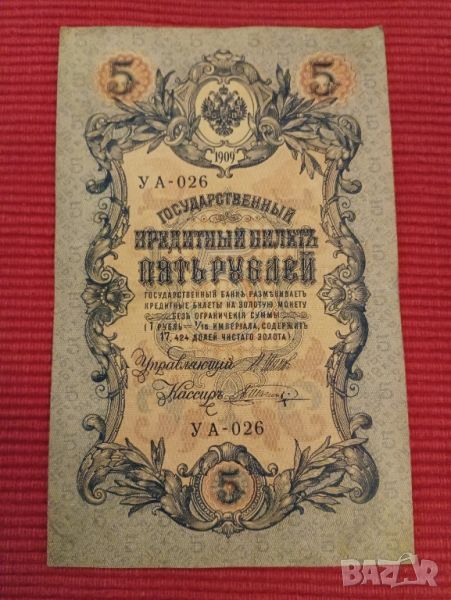 5 5
1909
УА-026
ГОСУДАРСТВЕННЫЙ
КРЕДИТНЫЙ БИЛЕТЪ
ПЯТЬ РУБЛЕЙ
ГОСУДАРСТВЕННЫЙ БАНКЪ РАЗМѢНИВАЕТЪ
КРЕДИТНЫЕ БИЛЕТЫ НА ЗОЛОТУЮ МОНЕТУ
БЕЗЪ ОГРАНИЧЕНІЯ СУММЫ
(1 РУБЛЬ = 1/15 ИМПЕРІАЛА, СОДЕРЖИТЪ
17,424 ДОЛЕЙ ЧИСТАГО ЗОЛОТА).
Управляющій
Кассиръ
УА-026
5
BAZAR